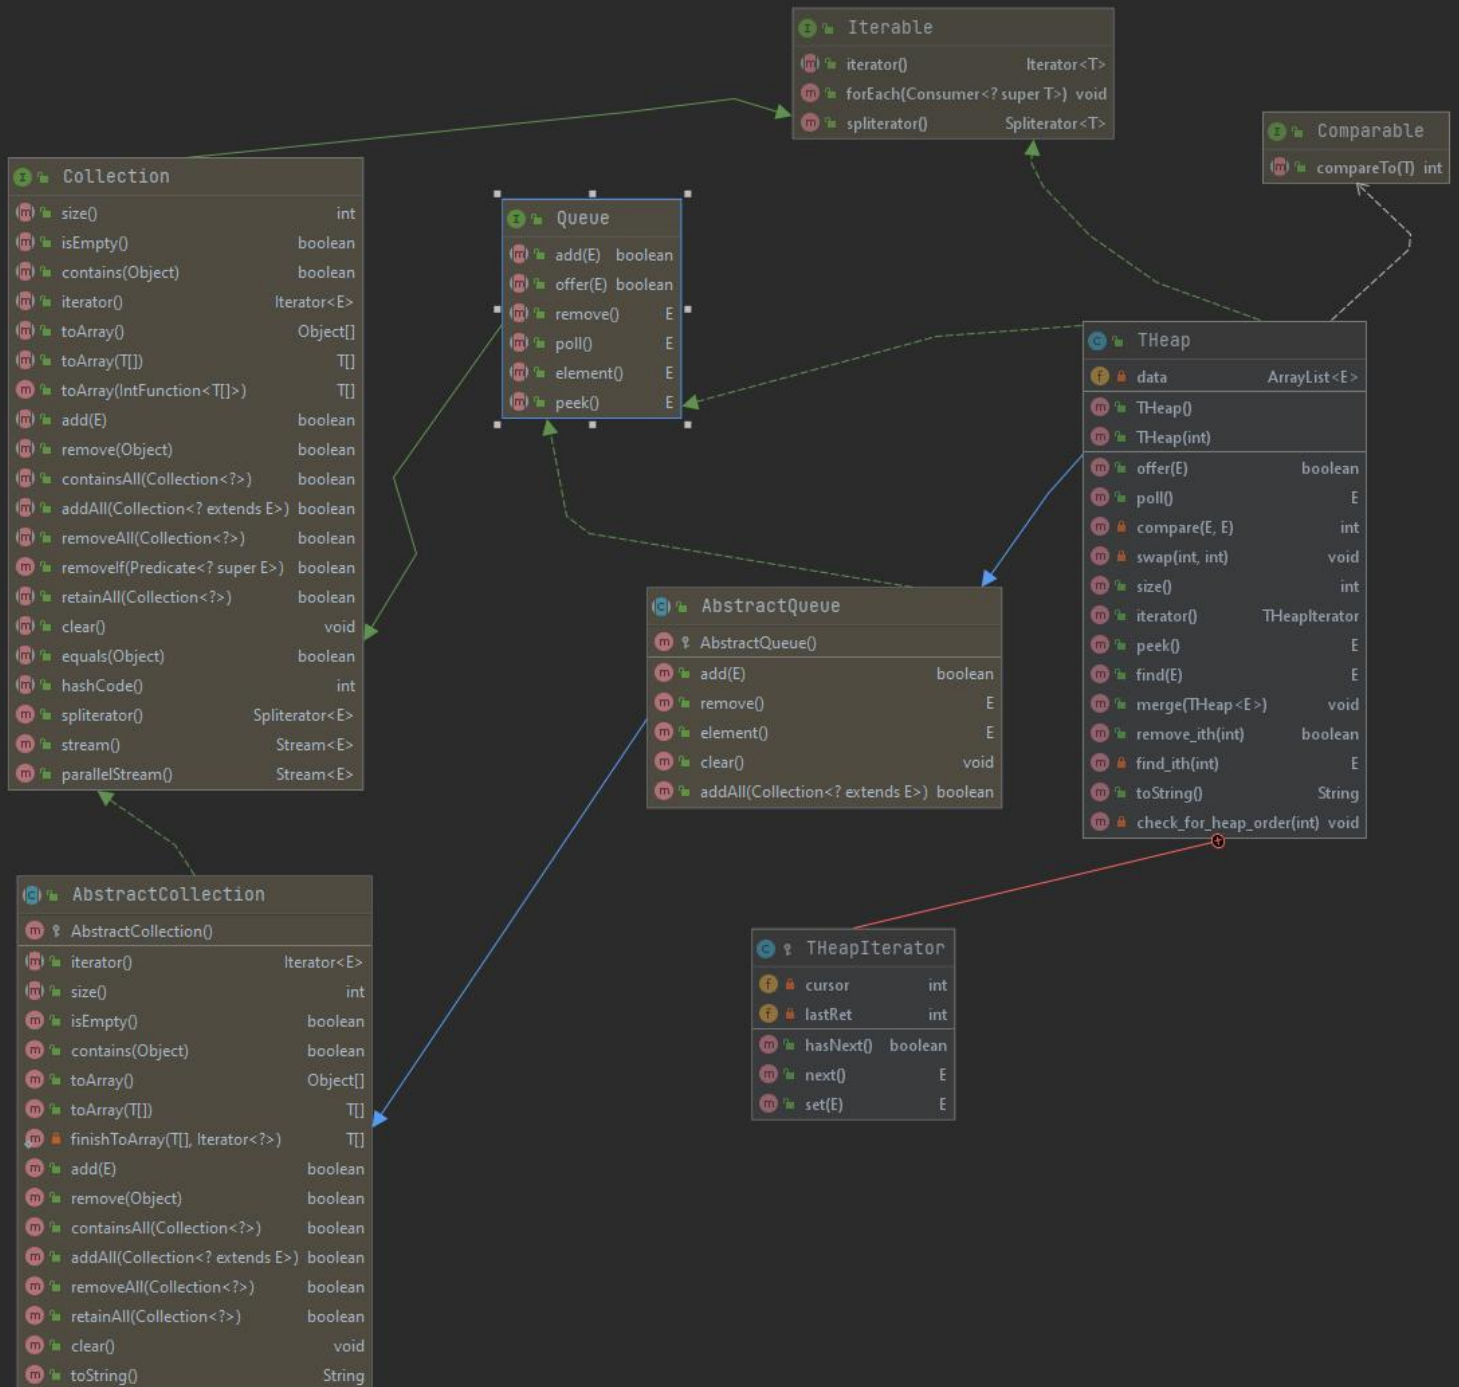 Iterable
iterator() Iterator<T>
forEach(Consumer<? super T>) void
spliterator() Spliterator<T>
Comparable
compareTo(T) int
Collection
size() int
isEmpty() boolean
contains(Object) boolean
iterator() Iterator<E>
toArray() Object[]
toArray(T[]) T[]
toArray(IntFunction<T[]>) T[]
add(E) boolean
remove(Object) boolean
containsAll(Collection<?>) boolean
addAll(Collection<? extends E>) boolean
removeAll(Collection<?>) boolean
removeIf(Predicate<? super E>) boolean
retainAll(Collection<?>) boolean
clear() void
equals(Object) boolean
hashCode() int
spliterator() Spliterator<E>
stream() Stream<E>
parallelStream() Stream<E>
Queue
add(E) boolean
offer(E) boolean
remove() E
poll() E
element() E
peek() E
THeap
data ArrayList<E>
THeap()
THeap(int)
offer(E) boolean
poll() E
compare(E, E) int
swap(int, int) void
size() int
iterator() THeapIterator
peek() E
find(E) E
merge(THeap<E>) void
remove_ith(int) boolean
find_ith(int) E
toString() String
check_for_heap_order(int) void
AbstractQueue
AbstractQueue()
add(E) boolean
remove() E
element() E
clear() void
addAll(Collection<? extends E>) boolean
AbstractCollection
AbstractCollection()
iterator() Iterator<E>
size() int
isEmpty() boolean
contains(Object) boolean
toArray() Object[]
toArray(T[]) T[]
finishToArray(T[], Iterator<?>) T[]
add(E) boolean
remove(Object) boolean
containsAll(Collection<?>) boolean
addAll(Collection<? extends E>) boolean
removeAll(Collection<?>) boolean
retainAll(Collection<?>) boolean
clear() void
toString() String
THeapIterator
cursor int
lastRet int
hasNext() boolean
next() E
set(E) E